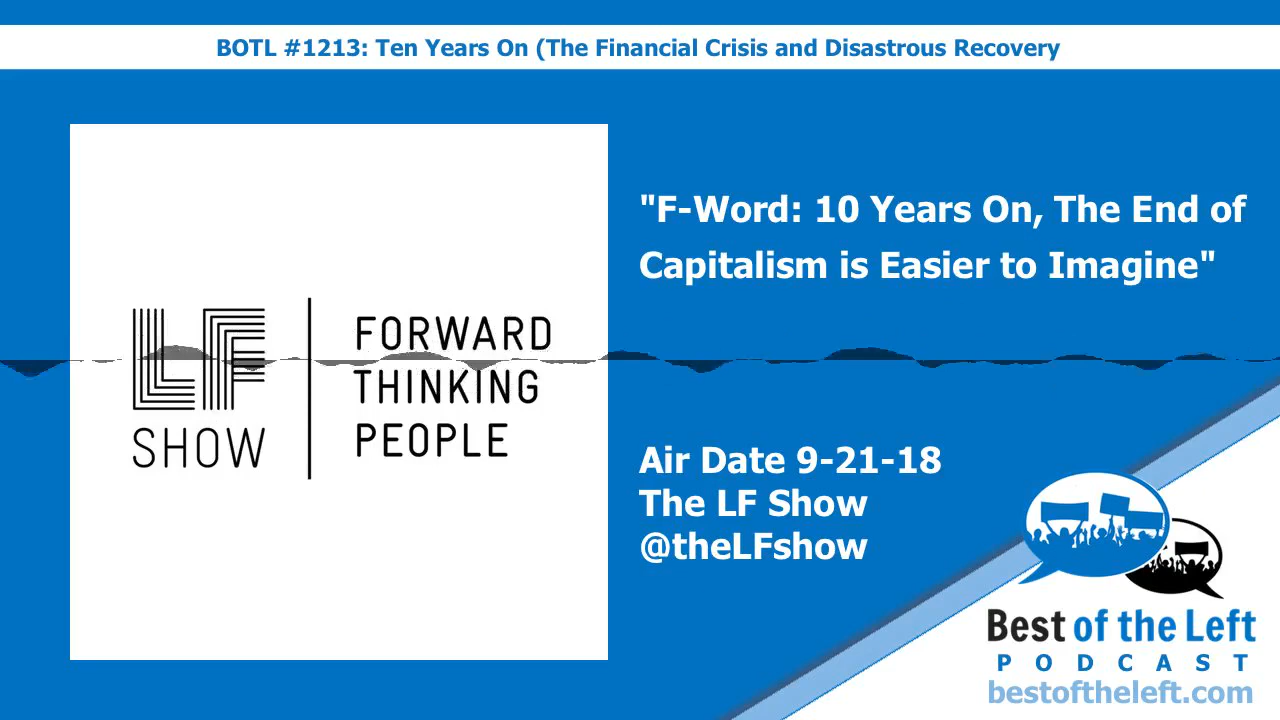 BOTL #1213: Ten Years On (The Financial Crisis and Disastrous Recovery
"F-Word: 10 Years On, The End of
Capitalism is Easier to Imagine"
LF
SHOW
FORWARD
THINKING
PEOPLE
Air Date 9-21-18
The LF Show
@theLFshow
Best of the Left
PODCAST
bestoftheleft.com